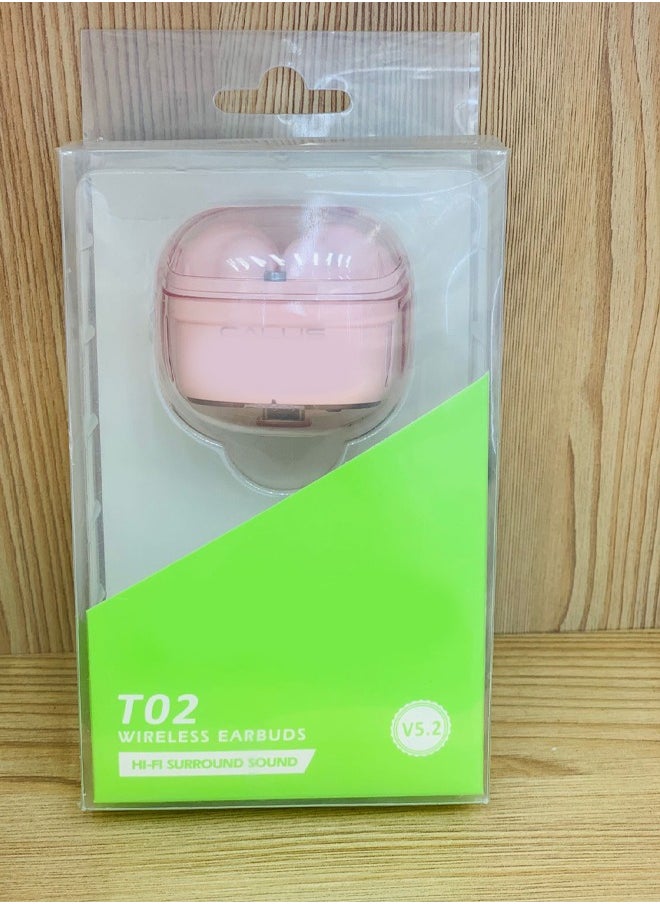 T02
WIRELESS EARBUDS
HI-FI SURROUND SOUND
V5.2